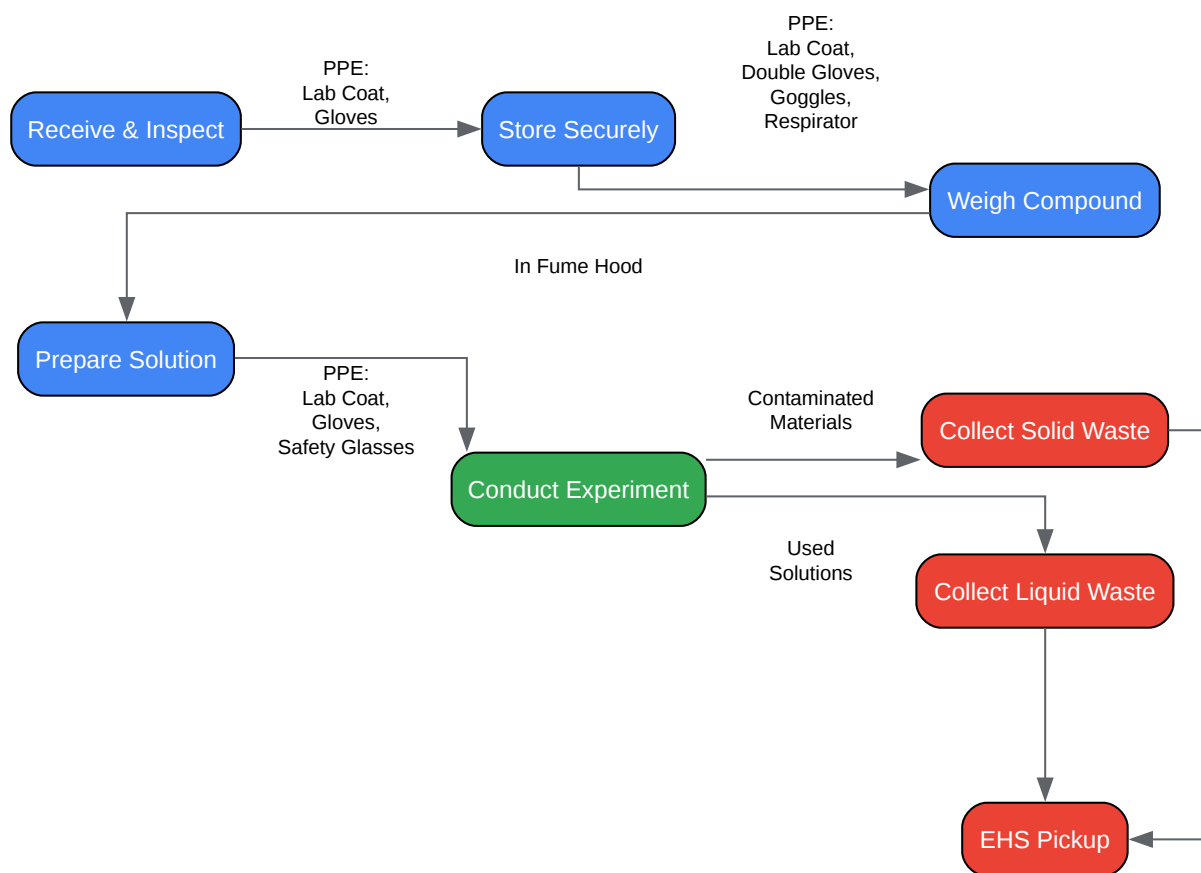 PPE:
Lab Coat,
Double Gloves,
Goggles,
Respirator
PPE:
Lab Coat,
Gloves
Receive & Inspect
Store Securely
Weigh Compound
In Fume Hood
Prepare Solution
PPE:
Lab Coat,
Gloves,
Safety Glasses
Contaminated
Materials
Collect Solid Waste
Conduct Experiment
Used
Solutions
Collect Liquid Waste
EHS Pickup